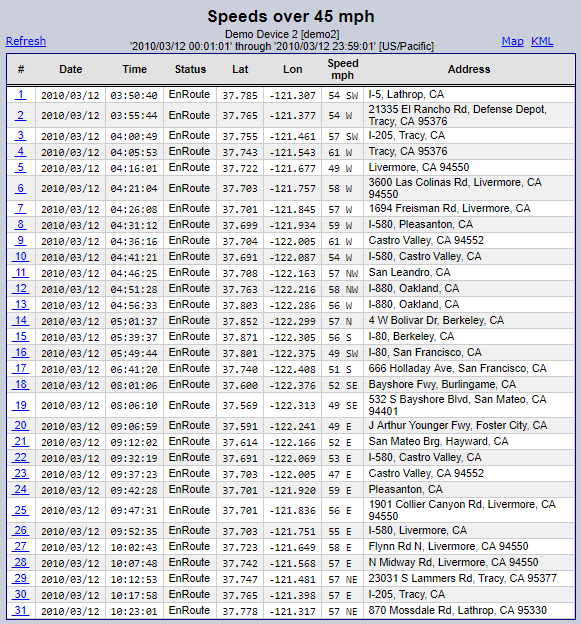 Speeds over 45 mph
Demo Device 2 [demo2]
Refresh '2010/03/12 00:01:01' through '2010/03/12 23:59:01' [US/Pacific] Map KML
# Date Time Status Lat Lon Speed mph Address
1 2010/03/12 03:50:40 EnRoute 37.785 -121.307 54 SW I-5, Lathrop, CA
2 2010/03/12 03:55:44 EnRoute 37.765 -121.377 54 W 21335 El Rancho Rd, Defense Depot,
Tracy, CA 95376
3 2010/03/12 04:00:49 EnRoute 37.755 -121.461 57 SW I-205, Tracy, CA
4 2010/03/12 04:05:53 EnRoute 37.743 -121.543 61 W Tracy, CA 95376
5 2010/03/12 04:16:01 EnRoute 37.722 -121.677 49 W Livermore, CA 94550
6 2010/03/12 04:21:04 EnRoute 37.703 -121.757 58 W 3600 Las Colinas Rd, Livermore, CA
94550
7 2010/03/12 04:26:08 EnRoute 37.701 -121.845 57 W 1694 Freisman Rd, Livermore, CA
8 2010/03/12 04:31:12 EnRoute 37.699 -121.934 59 W I-580, Pleasanton, CA
9 2010/03/12 04:36:16 EnRoute 37.704 -122.005 61 W Castro Valley, CA 94552
10 2010/03/12 04:41:21 EnRoute 37.691 -122.087 54 W I-580, Castro Valley, CA
11 2010/03/12 04:46:25 EnRoute 37.708 -122.163 57 NW San Leandro, CA
12 2010/03/12 04:51:28 EnRoute 37.763 -122.216 58 NW I-880, Oakland, CA
13 2010/03/12 04:56:33 EnRoute 37.803 -122.286 56 W I-880, Oakland, CA
14 2010/03/12 05:01:37 EnRoute 37.852 -122.299 57 N 4 W Bolivar Dr, Berkeley, CA
15 2010/03/12 05:39:37 EnRoute 37.871 -122.305 56 S I-80, Berkeley, CA
16 2010/03/12 05:49:44 EnRoute 37.801 -122.375 49 SW I-80, San Francisco, CA
17 2010/03/12 06:41:20 EnRoute 37.740 -122.408 51 S 666 Holladay Ave, San Francisco, CA
18 2010/03/12 08:01:06 EnRoute 37.600 -122.376 52 SE Bayshore Fwy, Burlingame, CA
19 2010/03/12 08:06:10 EnRoute 37.569 -122.313 49 SE 532 S Bayshore Blvd, San Mateo, CA
94401
20 2010/03/12 09:06:59 EnRoute 37.591 -122.241 49 E J Arthur Younger Fwy, Foster City, CA
21 2010/03/12 09:12:02 EnRoute 37.614 -122.166 52 E San Mateo Brg, Hayward, CA
22 2010/03/12 09:32:19 EnRoute 37.691 -122.069 53 E I-580, Castro Valley, CA
23 2010/03/12 09:37:23 EnRoute 37.703 -122.005 47 E Castro Valley, CA 94552
24 2010/03/12 09:42:28 EnRoute 37.701 -121.920 59 E Pleasanton, CA
25 2010/03/12 09:47:31 EnRoute 37.701 -121.836 56 E 1901 Collier Canyon Rd, Livermore, CA
94550
26 2010/03/12 09:52:35 EnRoute 37.703 -121.751 55 E I-580, Livermore, CA
27 2010/03/12 10:02:43 EnRoute 37.723 -121.649 58 E Flynn Rd N, Livermore, CA 94550
28 2010/03/12 10:07:48 EnRoute 37.742 -121.568 57 E N Midway Rd, Livermore, CA 94550
29 2010/03/12 10:12:53 EnRoute 37.747 -121.481 57 NE 23031 S Lammers Rd, Tracy, CA 95377
30 2010/03/12 10:17:58 EnRoute 37.765 -121.398 57 E I-205, Tracy, CA
31 2010/03/12 10:23:01 EnRoute 37.778 -121.317 57 NE 870 Mossdale Rd, Lathrop, CA 95330